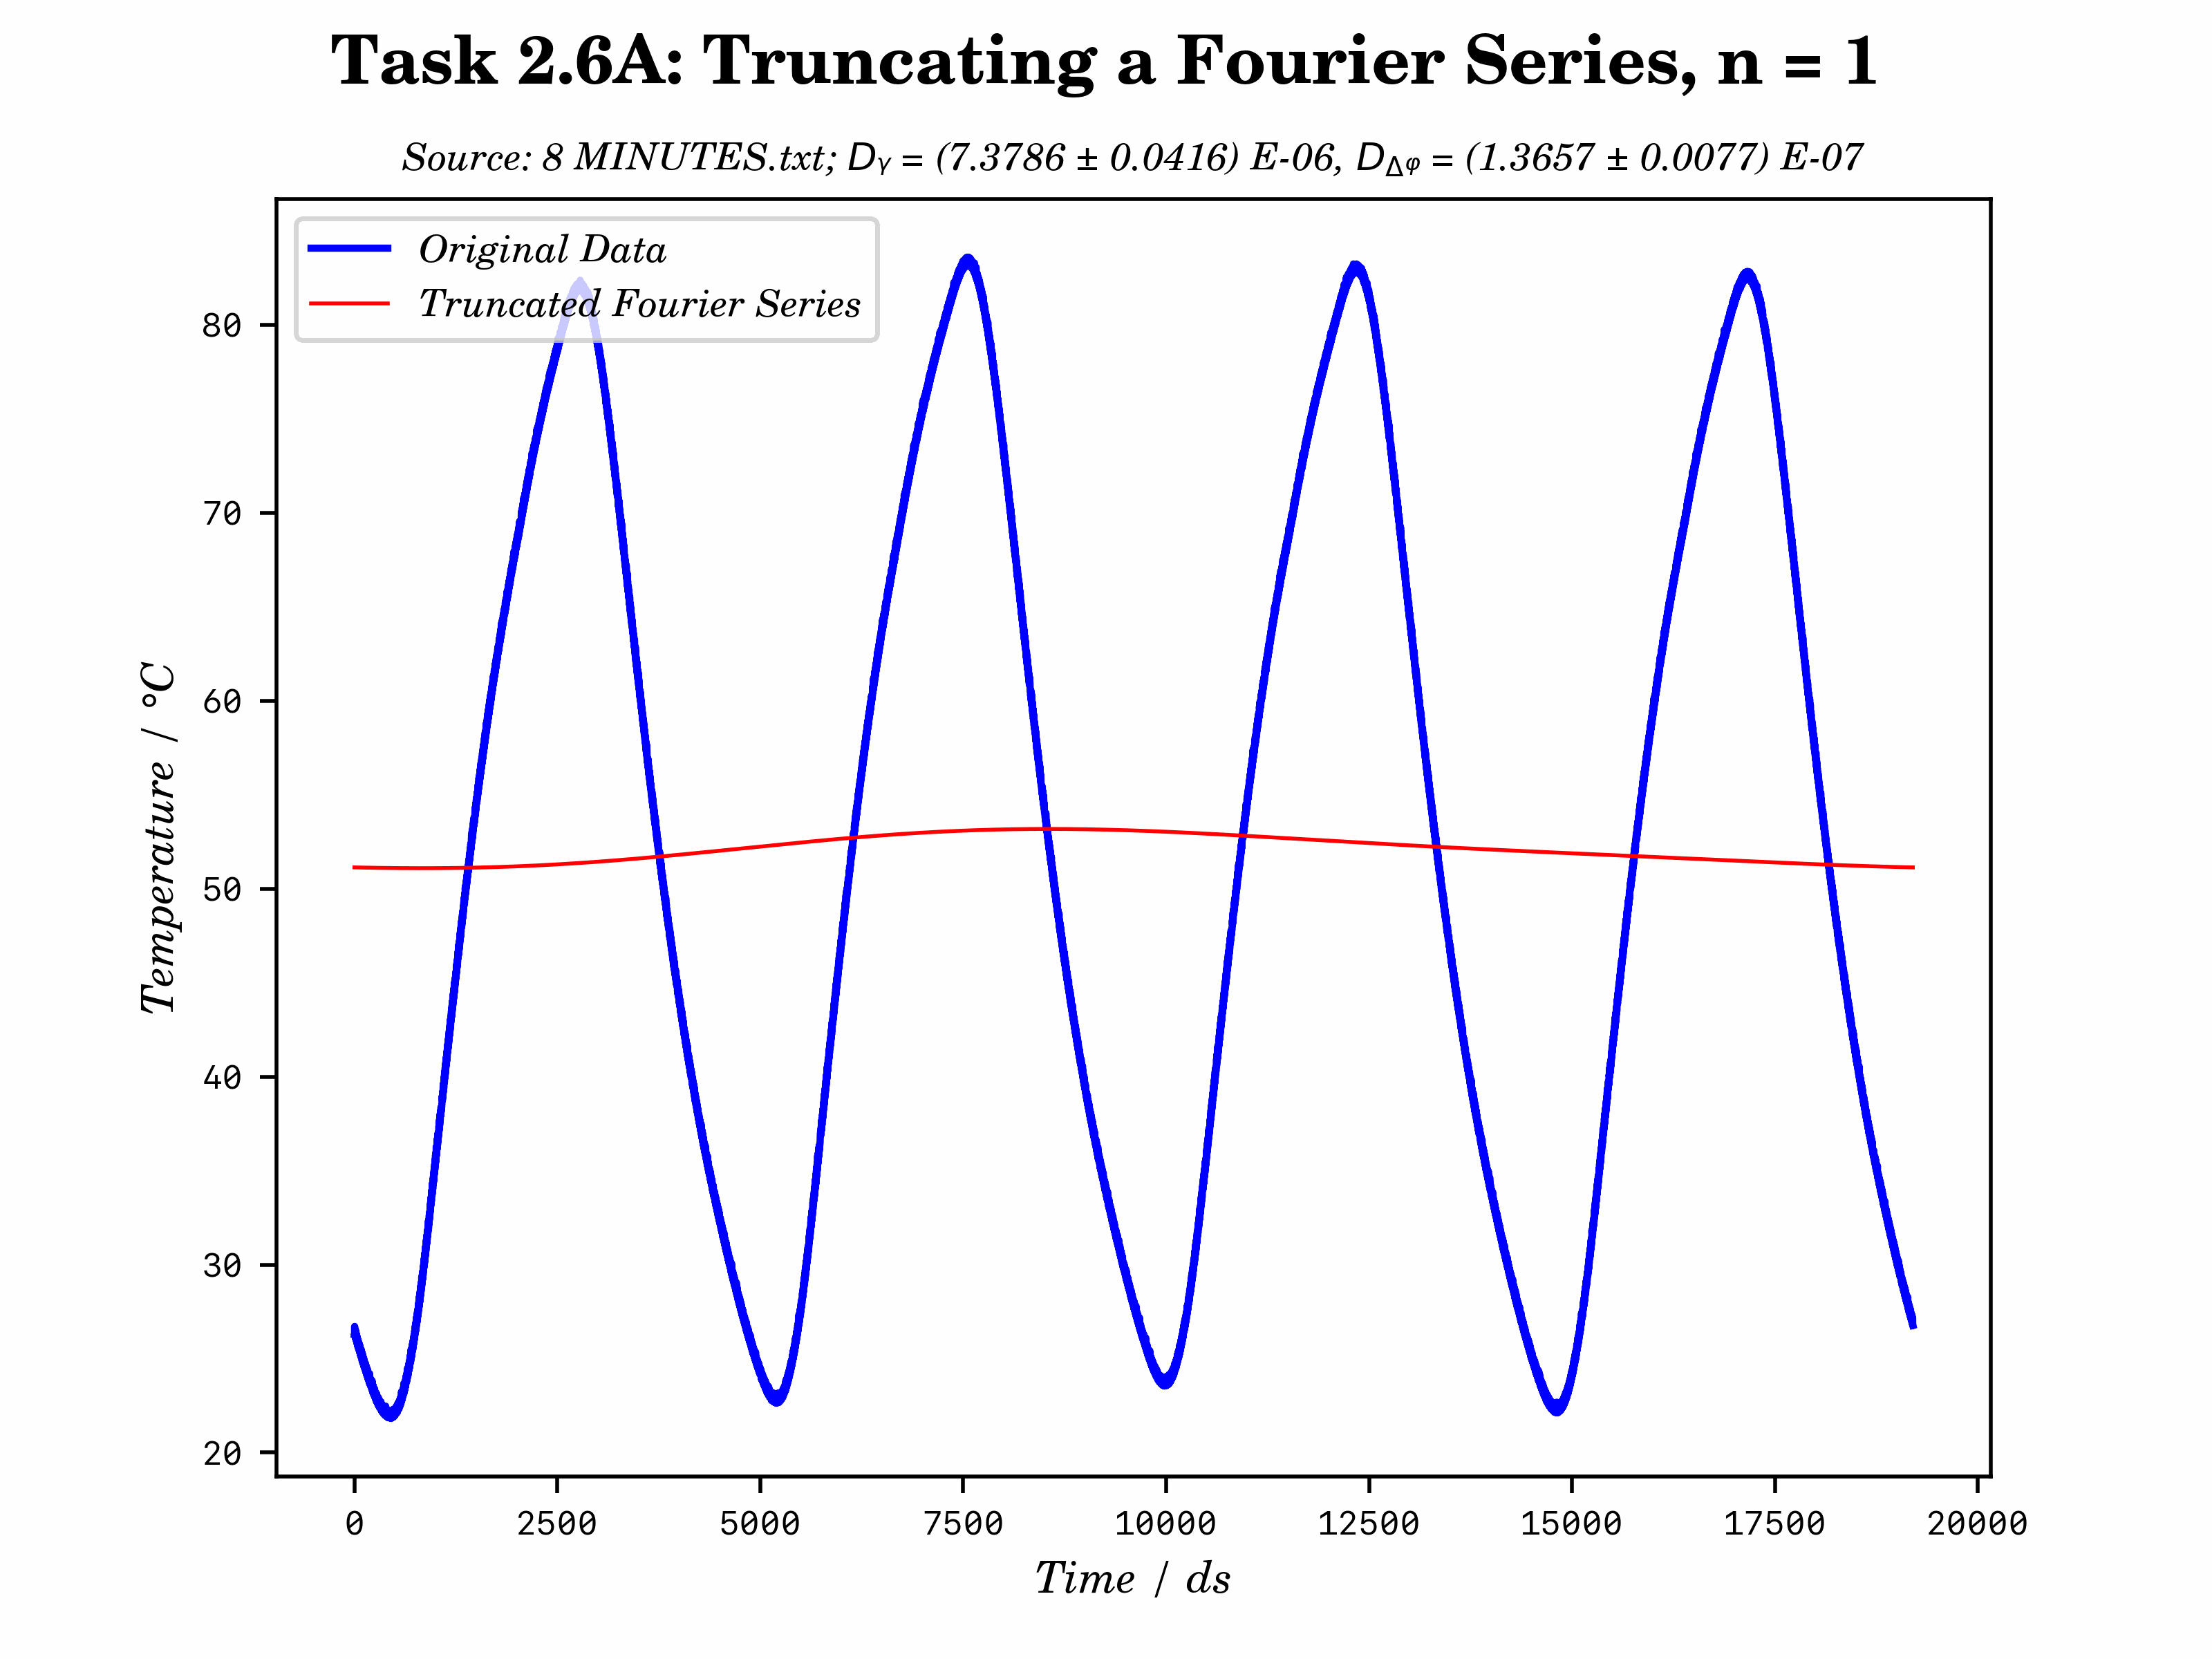 Task 2.6A: Truncating a Fourier Series, n = 1
Source: 8 MINUTES.txt; Dγ = (7.3786 ± 0.0416) E-06, DΔφ = (1.3657 ± 0.0077) E-07
Original Data
Truncated Fourier Series
80
70
60
50
40
30
20
Temperature / °C
0 2500 5000 7500 10000 12500 15000 17500 20000
Time / ds